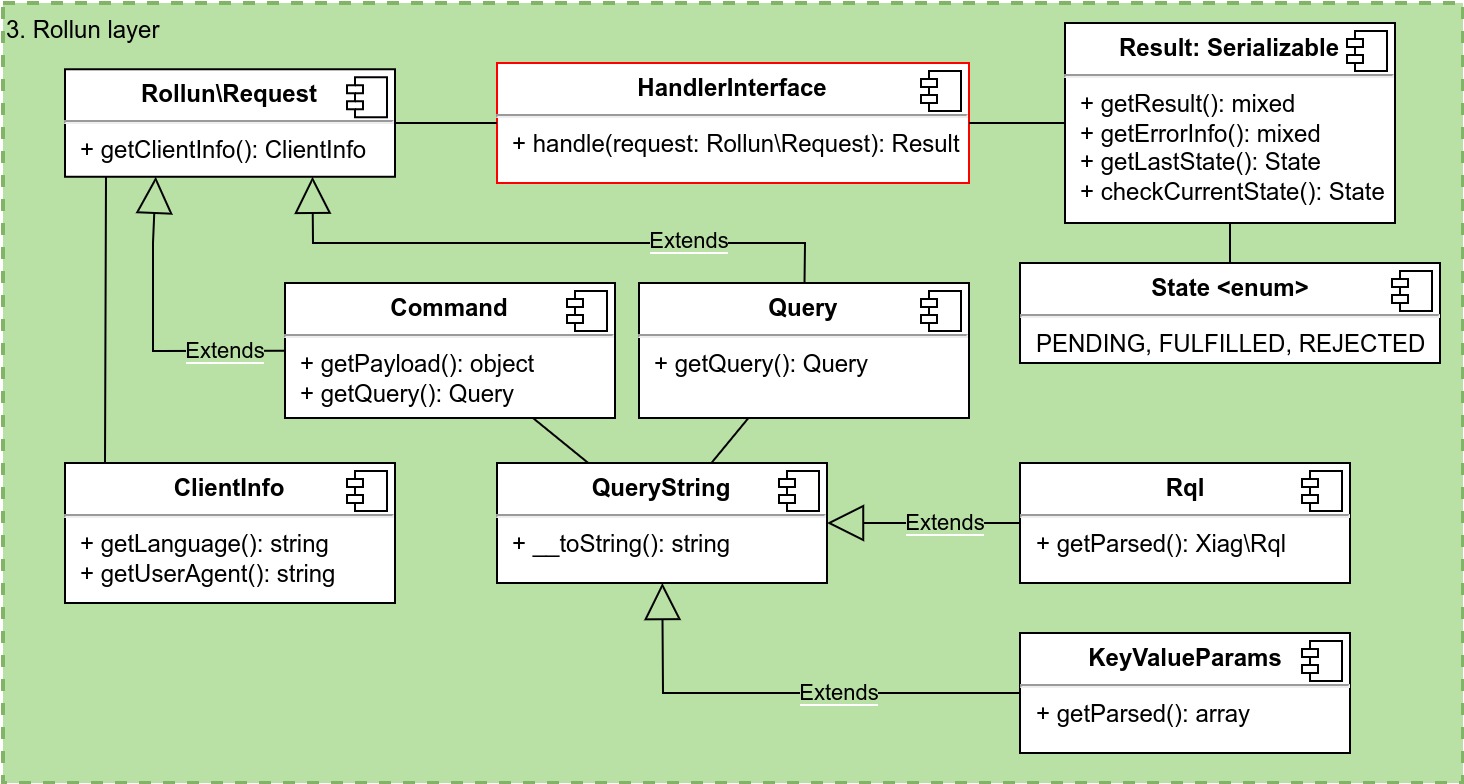 3. Rollun layer
Rollun\Request
+ getClientInfo(): ClientInfo
HandlerInterface
+ handle(request: Rollun\Request): Result
Result: Serializable
+ getResult(): mixed
+ getErrorInfo(): mixed
+ getLastState(): State
+ checkCurrentState(): State
Extends
Command
+ getPayload(): object
+ getQuery(): Query
Query
+ getQuery(): Query
State <enum>
PENDING, FULFILLED, REJECTED
Extends
ClientInfo
+ getLanguage(): string
+ getUserAgent(): string
QueryString
+ __toString(): string
Extends
Rql
+ getParsed(): Xiag\Rql
Extends
KeyValueParams
+ getParsed(): array